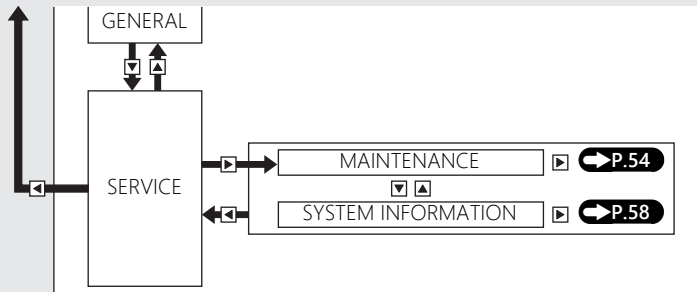 GENERAL
SERVICE
MAINTENANCE
P.54
SYSTEM INFORMATION
P.58